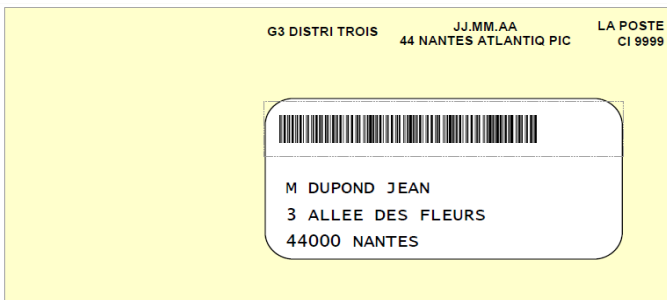 G3 DISTRI TROIS
JJ.MM.AA
44 NANTES ATLANTIQ PIC
LA POSTE
CI 9999
M DUPOND JEAN
3 ALLEE DES FLEURS
44000 NANTES